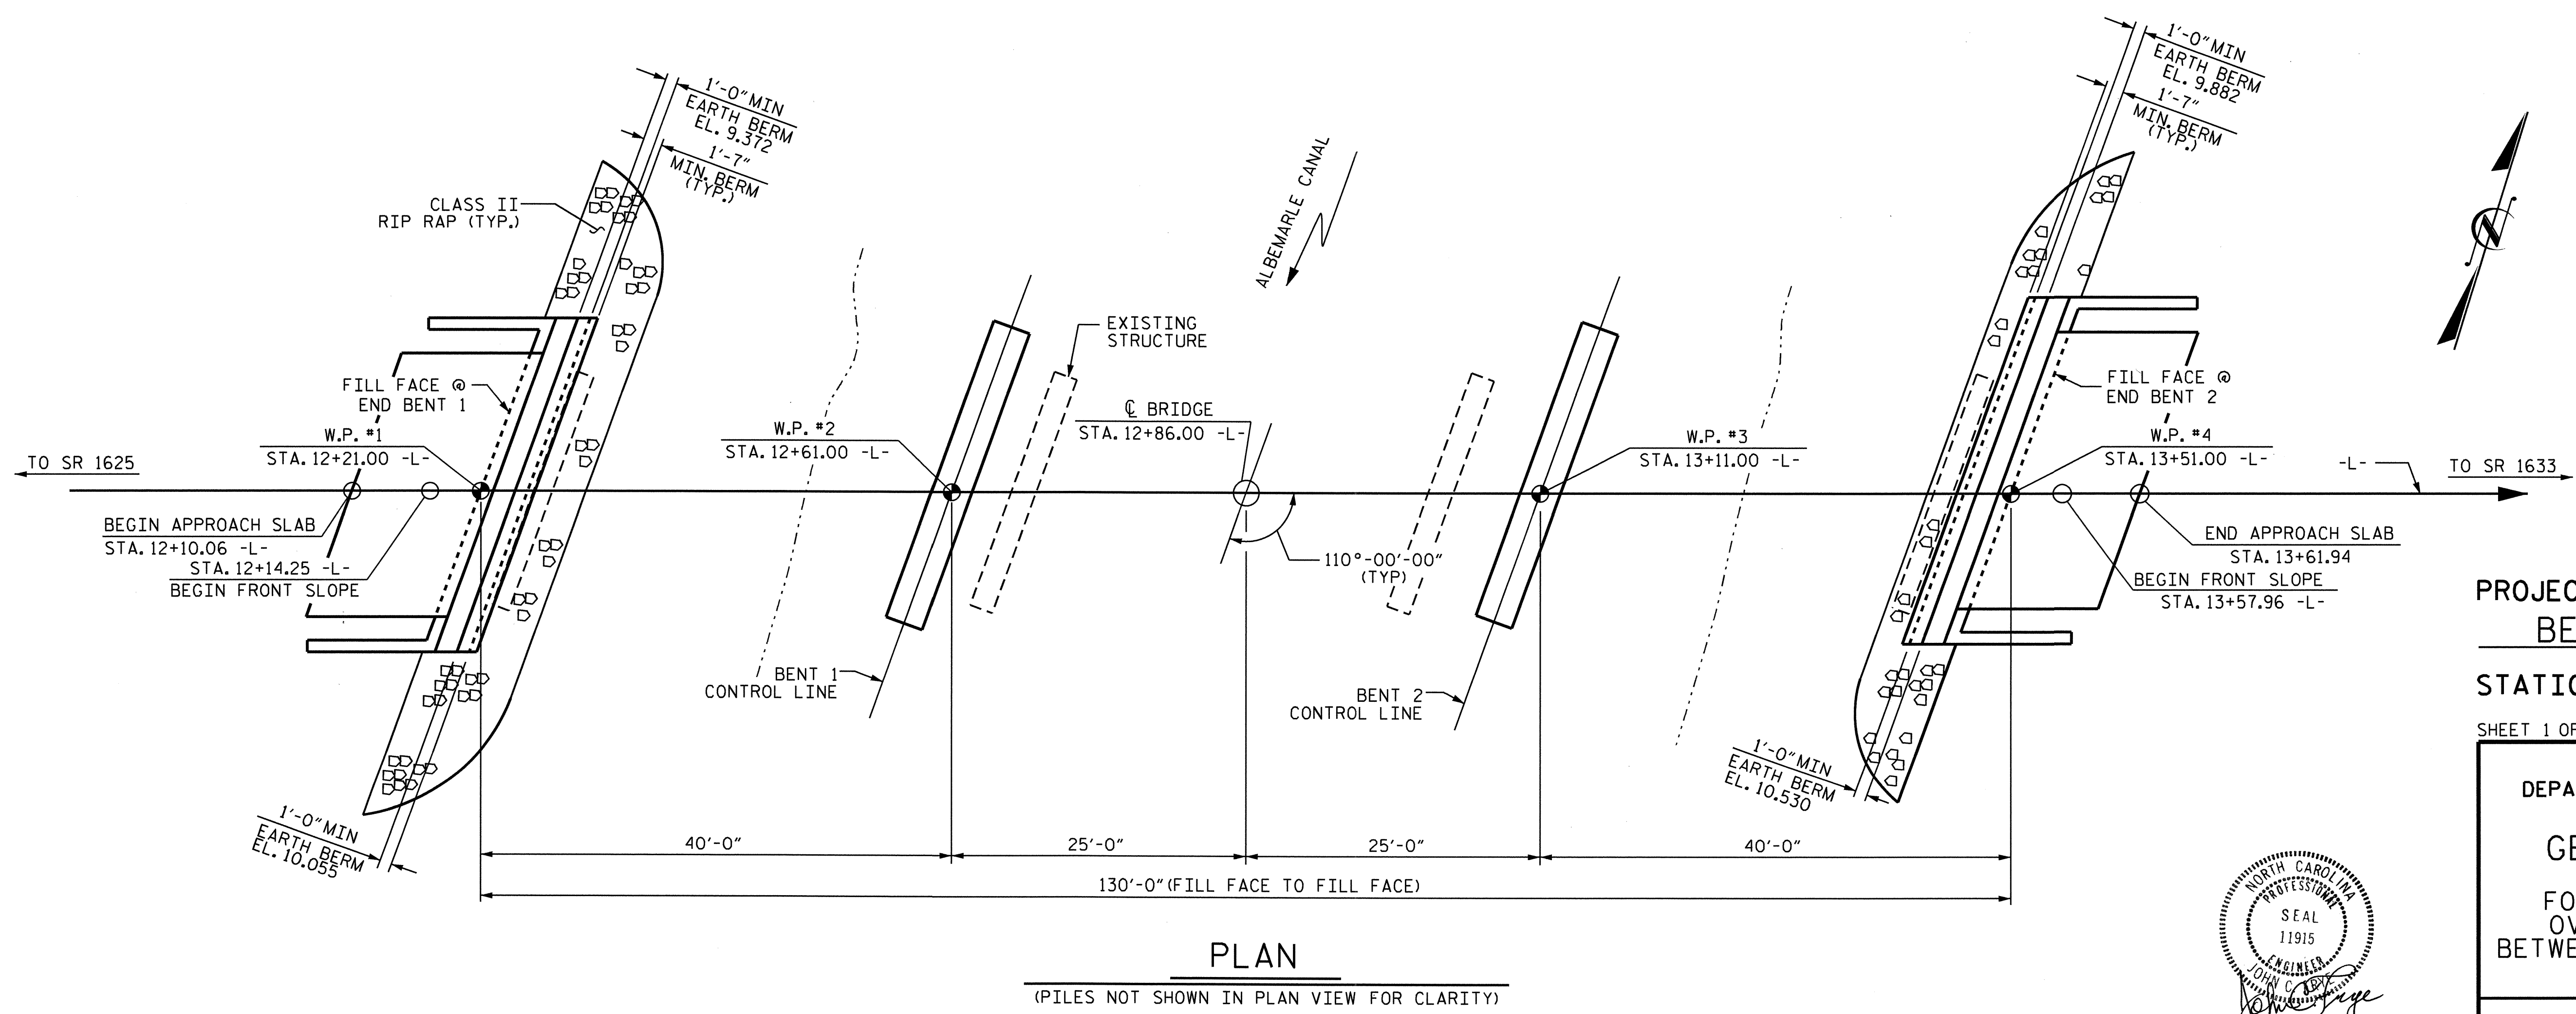 1'-0" MIN
EARTH BERM
EL. 9.372
1'-7"
MIN. BERM
(TYP.)
CLASS II
RIP RAP (TYP.)
ALBEMARLE CANAL
1'-0" MIN
EARTH BERM
EL. 9.882
1'-7"
MIN. BERM
(TYP.)
N
EXISTING
STRUCTURE
FILL FACE @
END BENT 1
FILL FACE @
END BENT 2
W.P. #1
STA. 12+21.00 -L-
W.P. #2
STA. 12+61.00 -L-
℄ BRIDGE
STA. 12+86.00 -L-
W.P. #3
STA. 13+11.00 -L-
W.P. #4
STA. 13+51.00 -L-
TO SR 1625
-L-
TO SR 1633
BEGIN APPROACH SLAB
STA. 12+10.06 -L-
STA. 12+14.25 -L-
BEGIN FRONT SLOPE
110°-00'-00"
(TYP)
END APPROACH SLAB
STA. 13+61.94
BEGIN FRONT SLOPE
STA. 13+57.96 -L-
BENT 1
CONTROL LINE
BENT 2
CONTROL LINE
1'-0" MIN
EARTH BERM
EL. 10.055
1'-0" MIN
EARTH BERM
EL. 10.530
40'-0"
25'-0"
25'-0"
40'-0"
130'-0" (FILL FACE TO FILL FACE)
PLAN
(PILES NOT SHOWN IN PLAN VIEW FOR CLARITY)
NORTH CAROLINA
PROFESSIONAL
SEAL
11915
ENGINEER
JOHN C. FRYE
PROJEC
BE
STATIO
SHEET 1 OF
DEPA
GE
FO
OV
BETWE